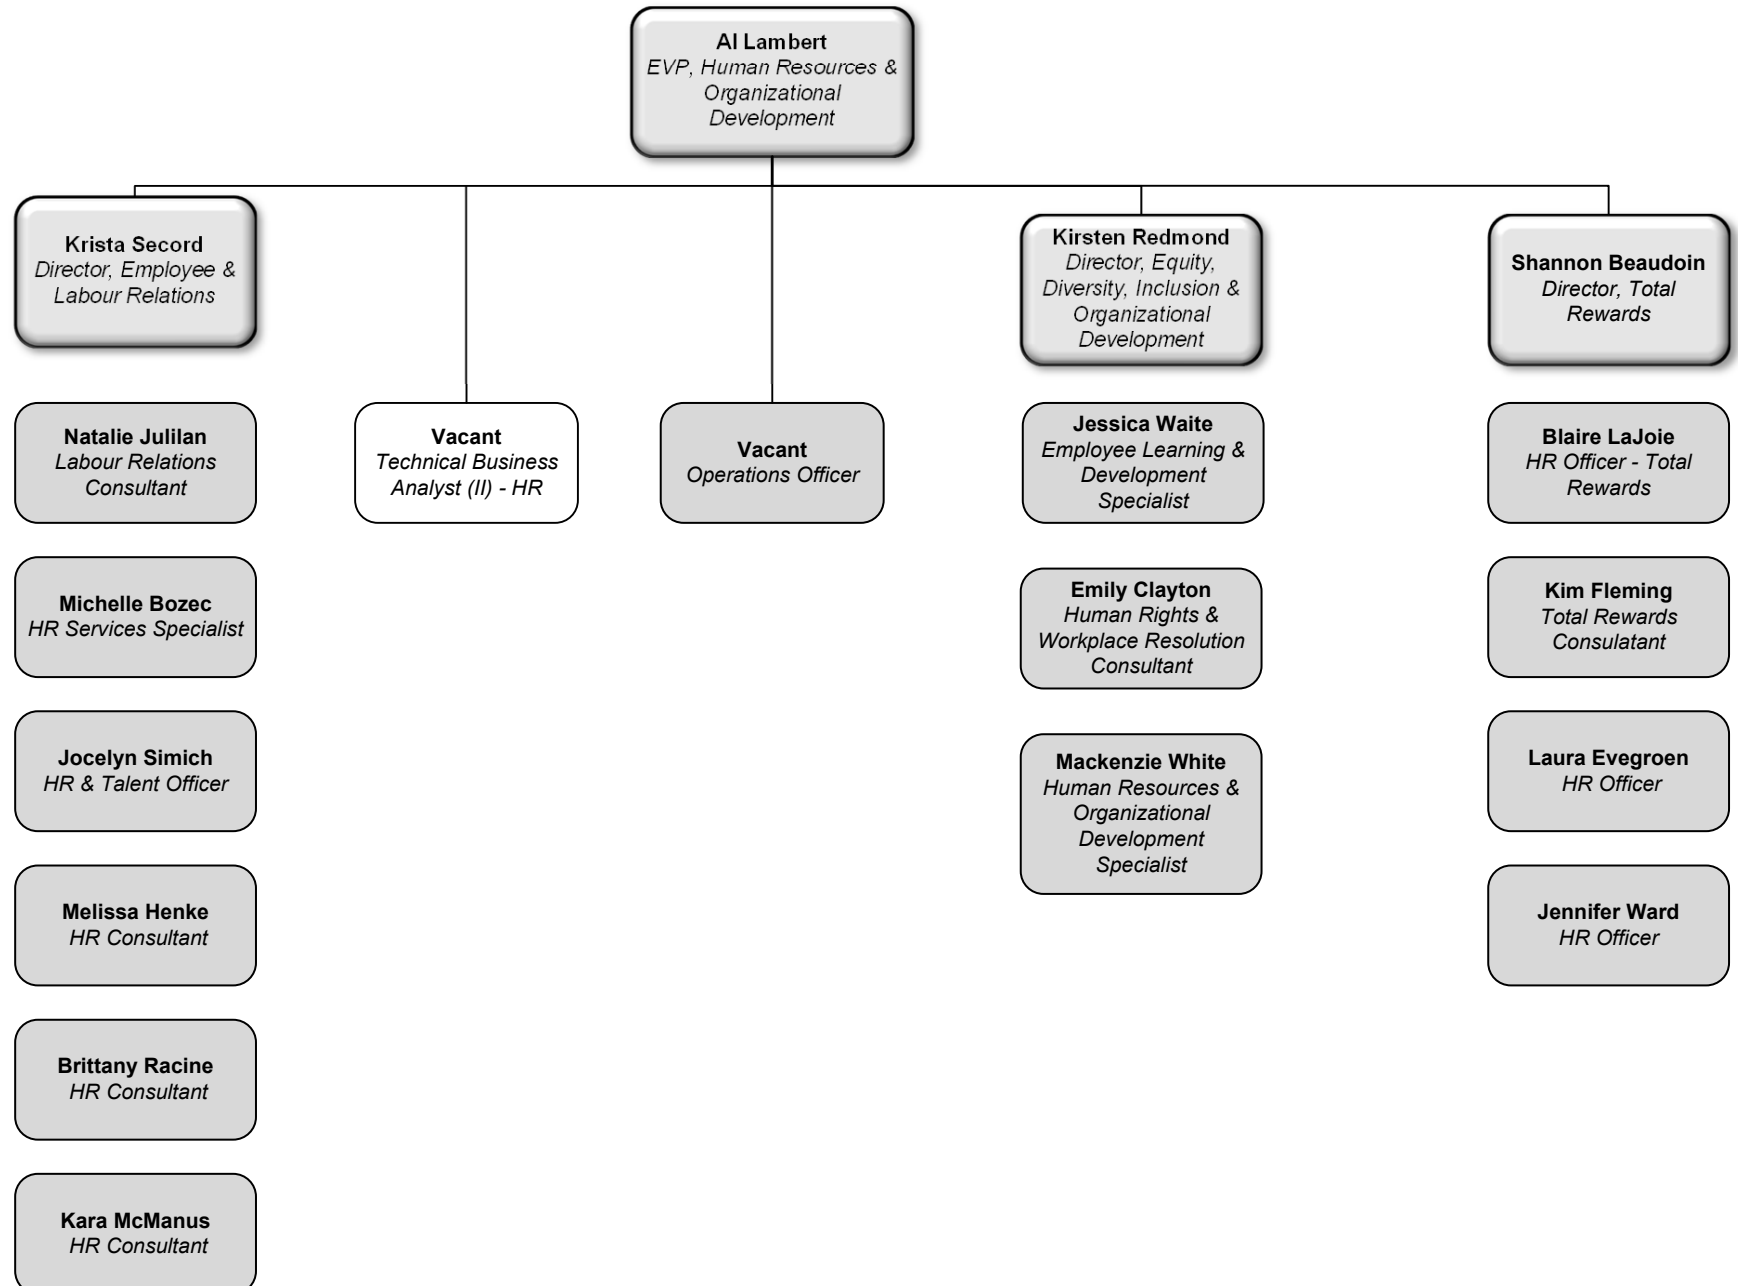 Al Lambert
EVP, Human Resources &
Organizational
Development
Krista Secord
Director, Employee &
Labour Relations
Kirsten Redmond
Director, Equity,
Diversity, Inclusion &
Organizational
Development
Shannon Beaudoin
Director, Total
Rewards
Natalie Julilan
Labour Relations
Consultant
Vacant
Technical Business
Analyst (II) - HR
Vacant
Operations Officer
Jessica Waite
Employee Learning &
Development
Specialist
Blaire LaJoie
HR Officer - Total
Rewards
Michelle Bozec
HR Services Specialist
Emily Clayton
Human Rights &
Workplace Resolution
Consultant
Kim Fleming
Total Rewards
Consulatant
Jocelyn Simich
HR & Talent Officer
Mackenzie White
Human Resources &
Organizational
Development
Specialist
Laura Evegroen
HR Officer
Melissa Henke
HR Consultant
Jennifer Ward
HR Officer
Brittany Racine
HR Consultant
Kara McManus
HR Consultant